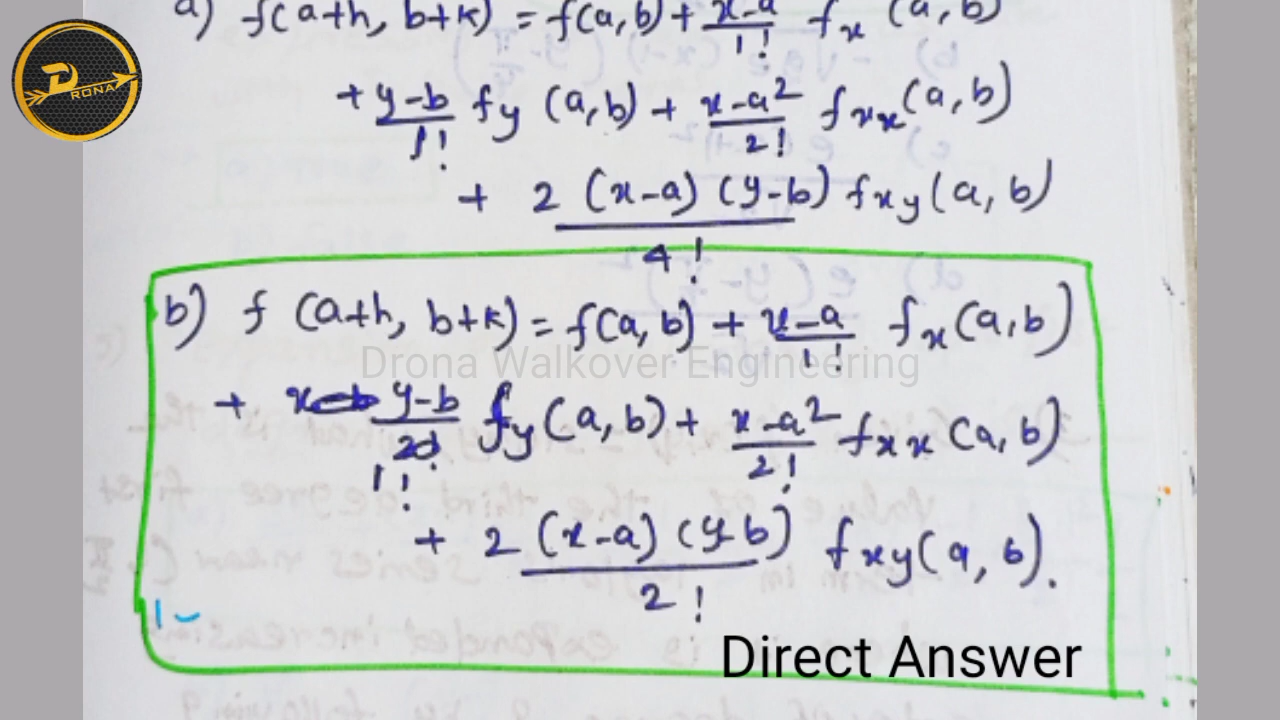 DRONA
a) f(a+h, b+k) = f(a,b) + x-a/1! fx (a,b)
+ y-b/1! fy (a,b) + x-a²/2! fxx(a,b)
+ 2 (x-a) (y-b)/4! fxy(a,b)
b) f (a+h, b+k) = f(a,b) + x-a/1! fx(a,b)
Drona Walkover Engineering
+ y-b/1! fy(a,b) + x-a²/2! fxx(a,b)
+ 2 (x-a) (y-b)/2! fxy(a,b).
Direct Answer